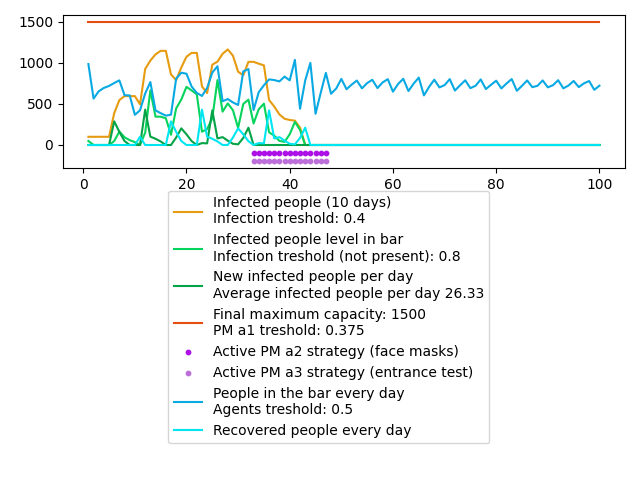 1500
1000
500
0
0
20
40
60
80
100
Infected people (10 days)
Infection treshold: 0.4
Infected people level in bar
Infection treshold (not present): 0.8
New infected people per day
Average infected people per day 26.33
Final maximum capacity: 1500
PM a1 treshold: 0.375
Active PM a2 strategy (face masks)
Active PM a3 strategy (entrance test)
People in the bar every day
Agents treshold: 0.5
Recovered people every day